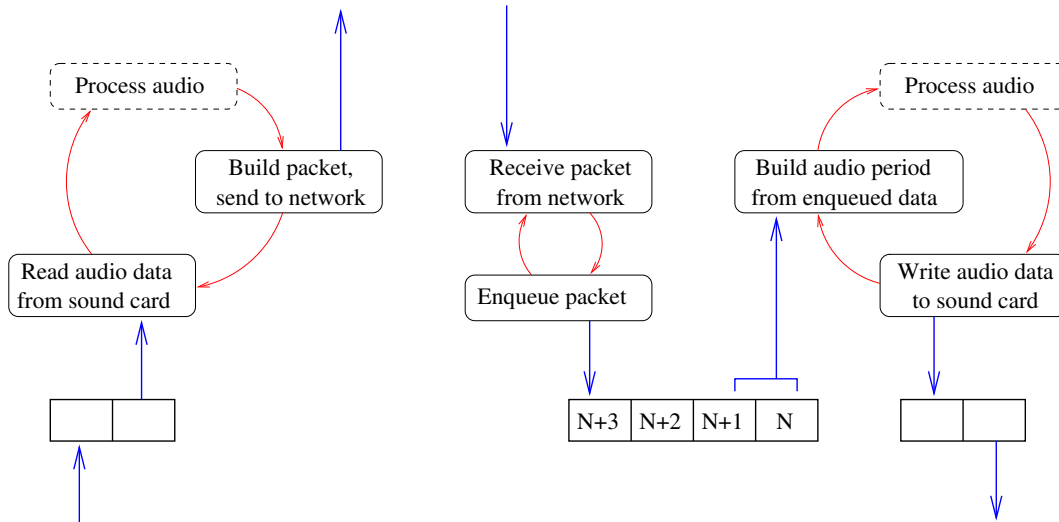 Process audio
Build packet,
send to network
Read audio data
from sound card
Receive packet
from network
Enqueue packet
N+3 N+2 N+1 N
Process audio
Build audio period
from enqueued data
Write audio data
to sound card